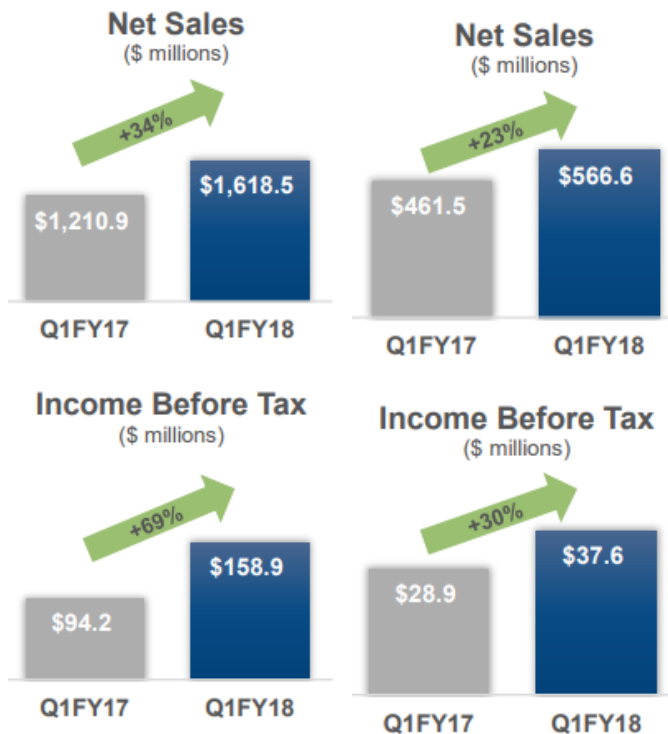 Net Sales
($ millions)
+34%
$1,210.9
$1,618.5
Q1FY17
Q1FY18
Net Sales
($ millions)
+23%
$461.5
$566.6
Q1FY17
Q1FY18
Income Before Tax
($ millions)
+69%
$94.2
$158.9
Q1FY17
Q1FY18
Income Before Tax
($ millions)
+30%
$28.9
$37.6
Q1FY17
Q1FY18